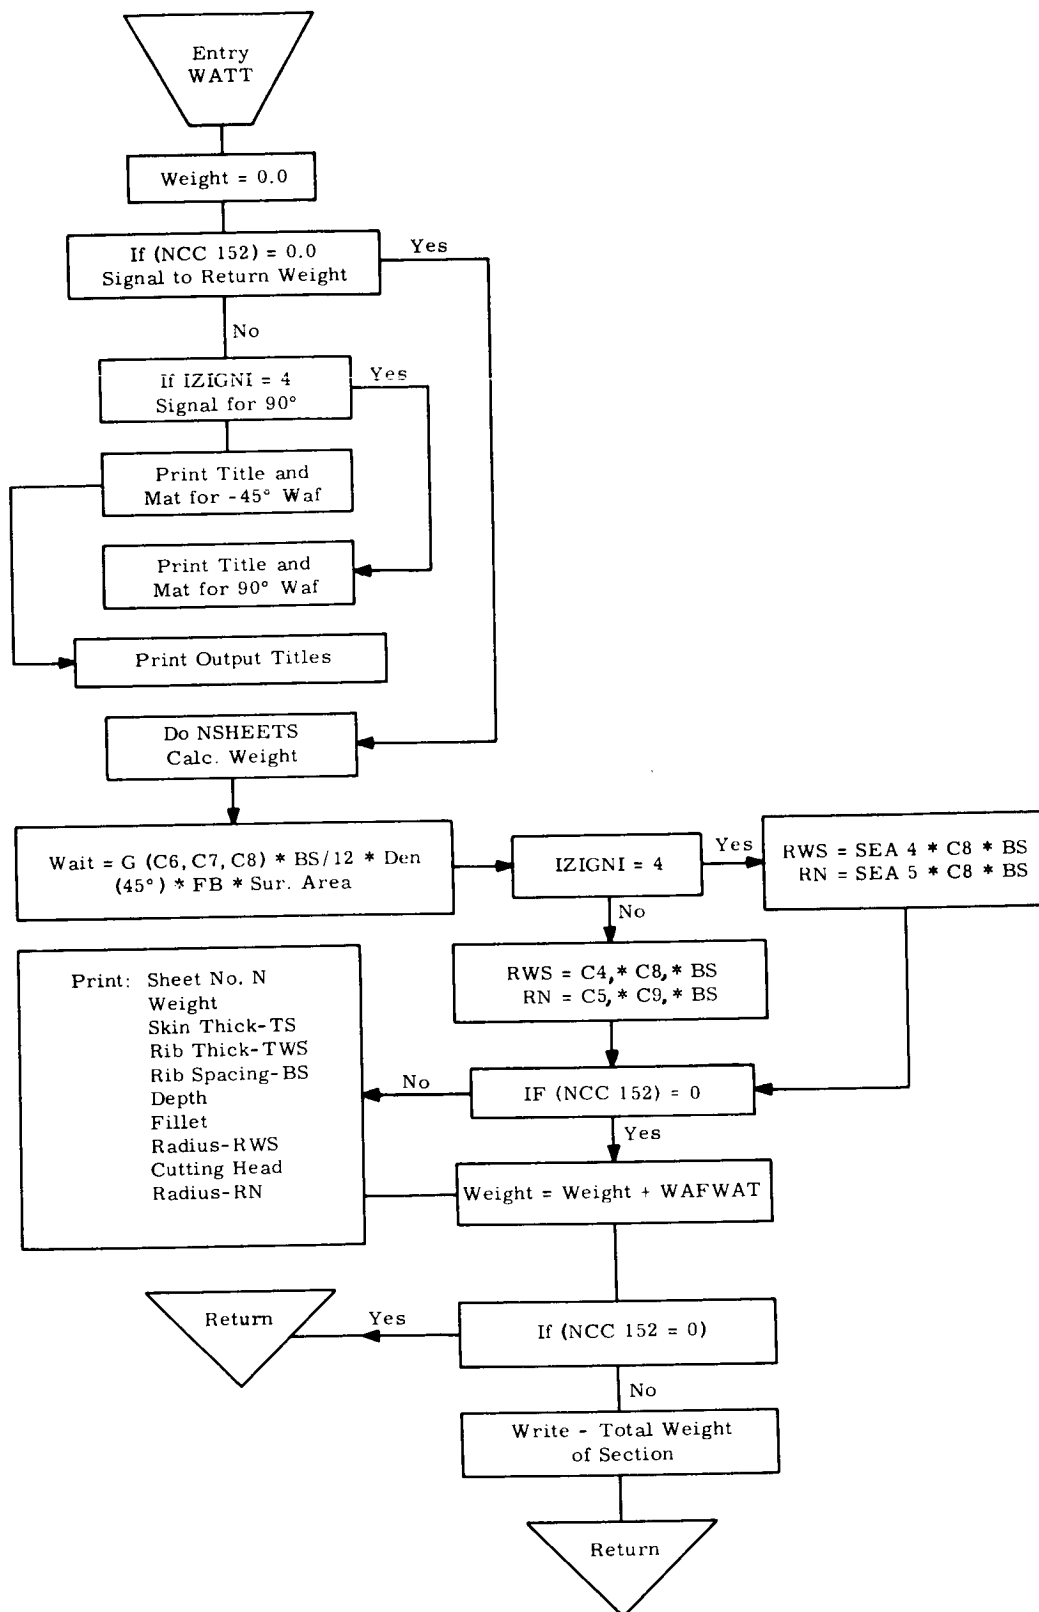 Entry
WATT
Weight = 0.0
If (NCC 152) = 0.0
Signal to Return Weight
Yes
No
If IZIGNI = 4
Signal for 90°
Yes
Print Title and
Mat for -45° Waf
Print Title and
Mat for 90° Waf
Print Output Titles
Do NSHEETS
Calc. Weight
Wait = G (C6, C7, C8) * BS/12 * Den
(45°) * FB * Sur. Area
IZIGNI = 4
Yes
RWS = SEA 4 * C8 * BS
RN = SEA 5 * C8 * BS
No
RWS = C4, * C8, * BS
RN = C5, * C9, * BS
Print: Sheet No. N
Weight
Skin Thick-TS
Rib Thick-TWS
Rib Spacing-BS
Depth
Fillet
Radius-RWS
Cutting Head
Radius-RN
No
IF (NCC 152) = 0
Yes
Weight = Weight + WAFWAT
Return
Yes
If (NCC 152 = 0)
No
Write - Total Weight
of Section
Return